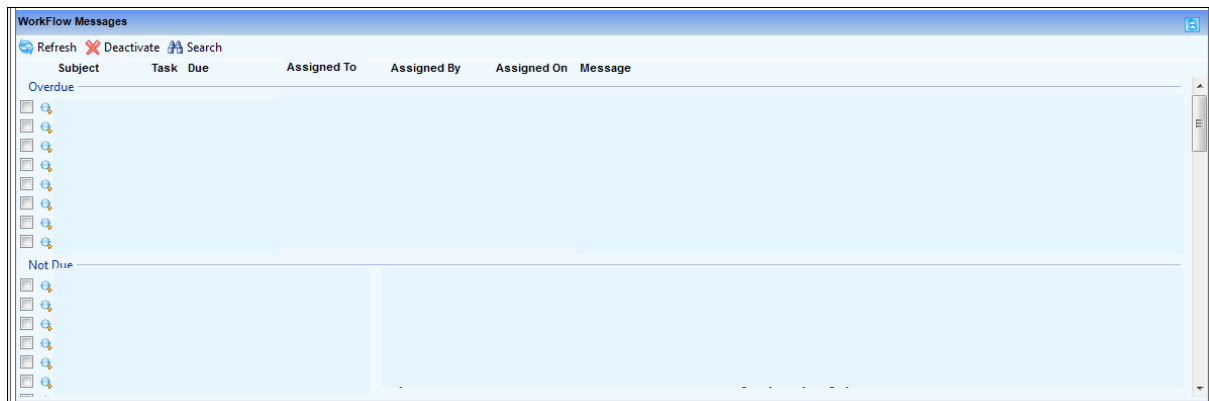 WorkFlow Messages
Refresh Deactivate Search
Subject Task Due Assigned To Assigned By Assigned On Message
Overdue
Not Due